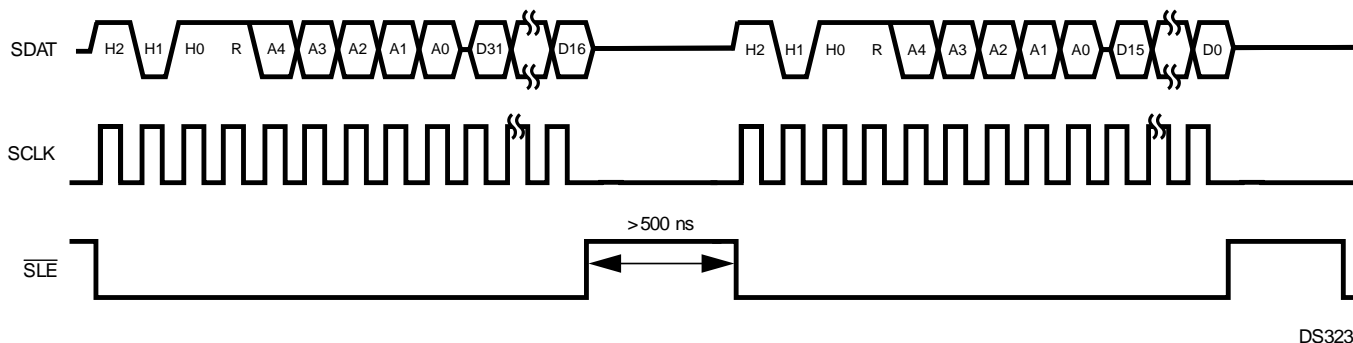 SDAT H2 H1 H0 R A4 A3 A2 A1 A0 D31 D16 H2 H1 H0 R A4 A3 A2 A1 A0 D15 D0
SCLK
>500 ns
SLE
DS323